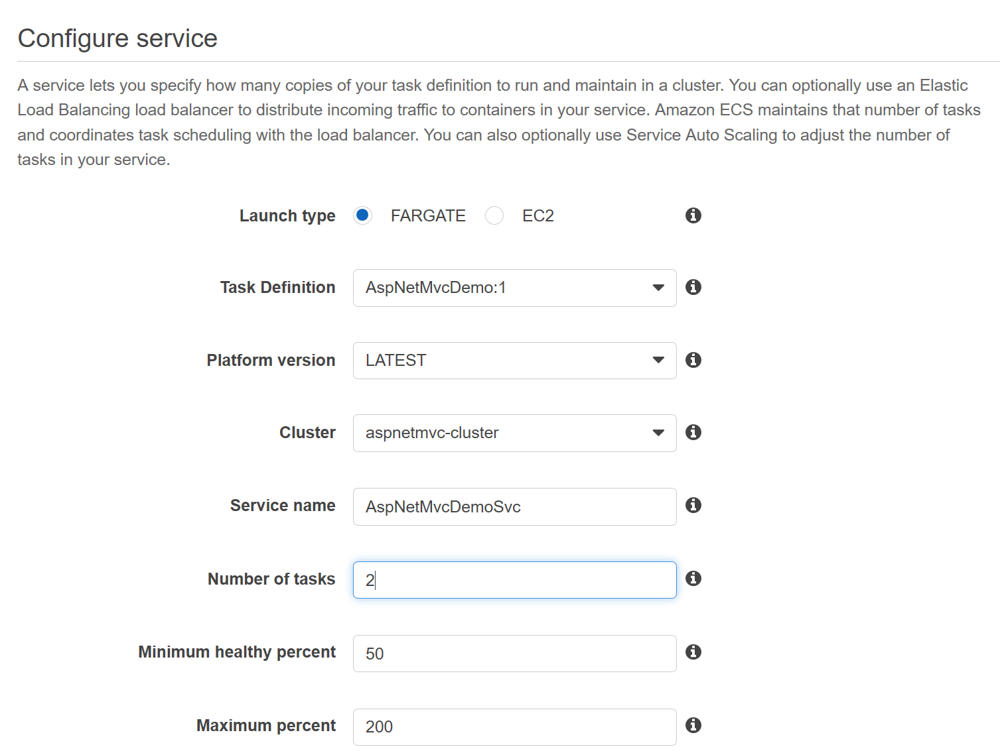 Configure service
A service lets you specify how many copies of your task definition to run and maintain in a cluster. You can optionally use an Elastic
Load Balancing load balancer to distribute incoming traffic to containers in your service. Amazon ECS maintains that number of tasks
and coordinates task scheduling with the load balancer. You can also optionally use Service Auto Scaling to adjust the number of
tasks in your service.
Launch type FARGATE EC2
Task Definition AspNetMvcDemo:1
Platform version LATEST
Cluster aspnetmvc-cluster
Service name AspNetMvcDemoSvc
Number of tasks 2
Minimum healthy percent 50
Maximum percent 200